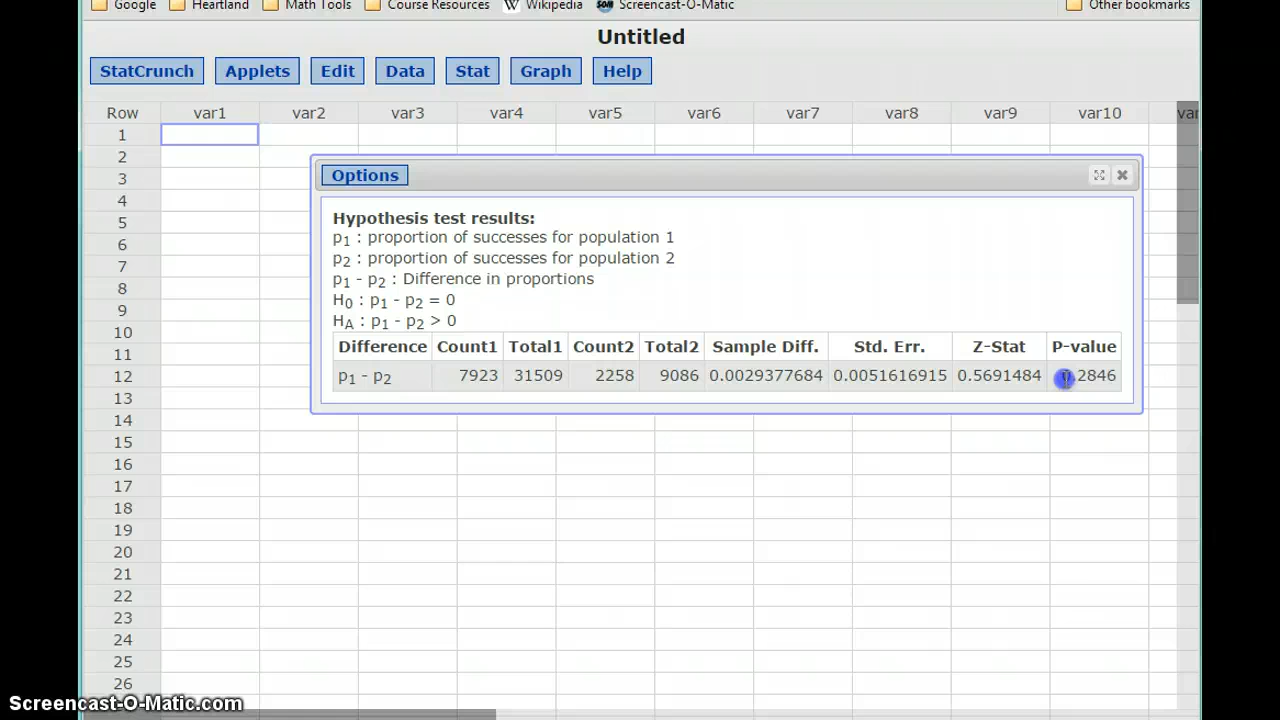 Google Heartland Math Tools Course Resources W Wikipedia SOM Screencast-O-Matic Other bookmarks
Untitled
StatCrunch Applets Edit Data Stat Graph Help
Row var1 var2 var3 var4 var5 var6 var7 var8 var9 var10 var
1
2
3
4
5
6
7
8
9
10
11
12
13
14
15
16
17
18
19
20
21
22
23
24
25
26
Options
Hypothesis test results:
p1 : proportion of successes for population 1
p2 : proportion of successes for population 2
p1 - p2 : Difference in proportions
H0 : p1 - p2 = 0
HA : p1 - p2 > 0
Difference Count1 Total1 Count2 Total2 Sample Diff. Std. Err. Z-Stat P-value
p1 - p2 7923 31509 2258 9086 0.0029377684 0.0051616915 0.5691484 0.2846
Screencast-O-Matic.com